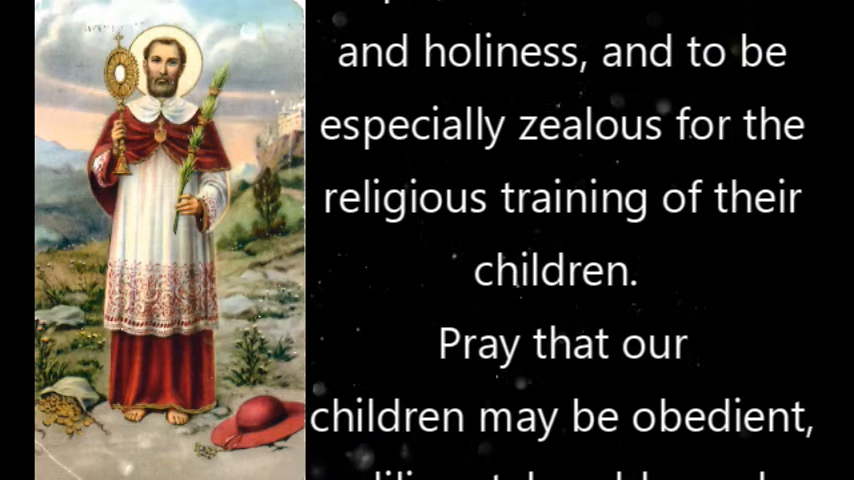 and holiness, and to be
especially zealous for the
religious training of their
children.
Pray that our
children may be obedient,